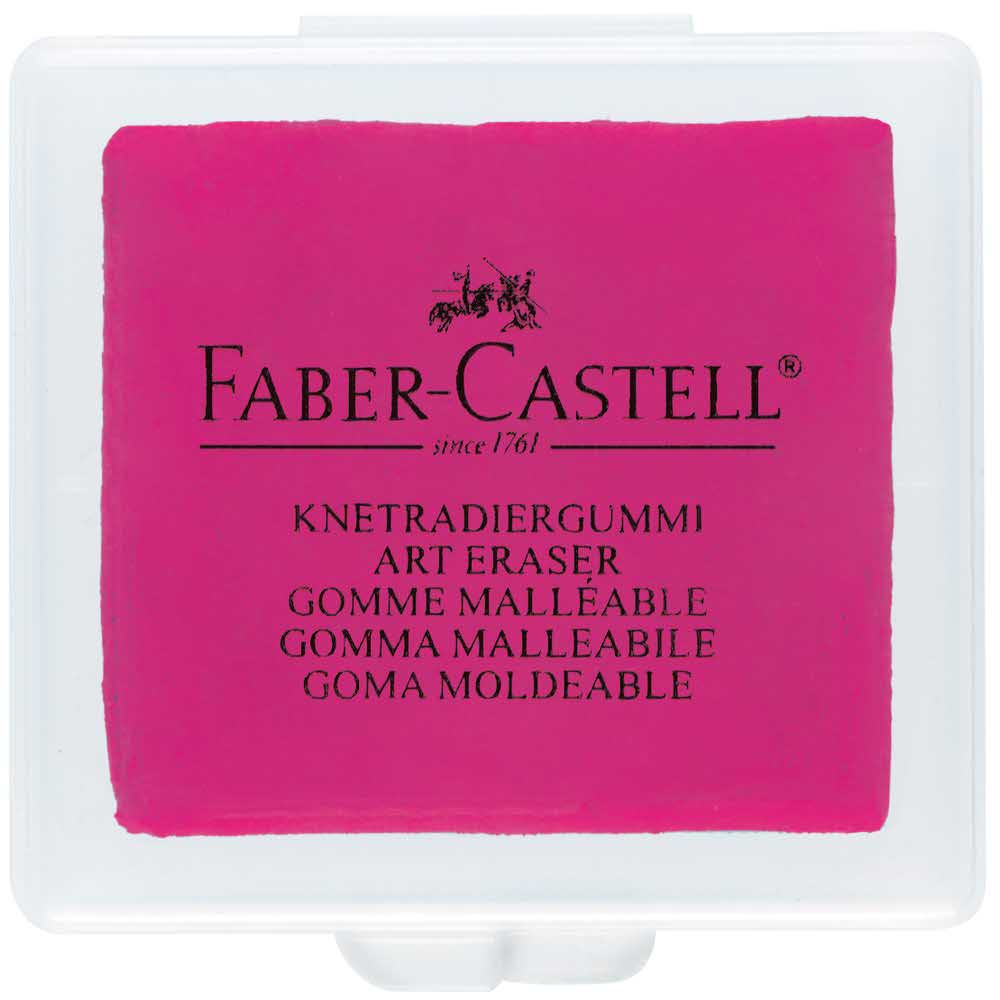 FABER-CASTELL®
since 1761
KNETRADIERGUMMI
ART ERASER
GOMME MALLÉABLE
GOMMA MALLEABILE
GOMA MOLDEABLE